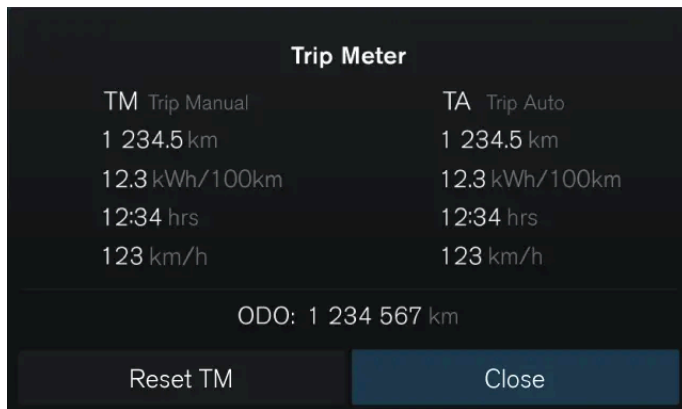 Trip Meter
TM Trip Manual
1 234.5 km
12.3 kWh/100km
12:34 hrs
123 km/h
TA Trip Auto
1 234.5 km
12.3 kWh/100km
12:34 hrs
123 km/h
ODO: 1 234 567 km
Reset TM
Close